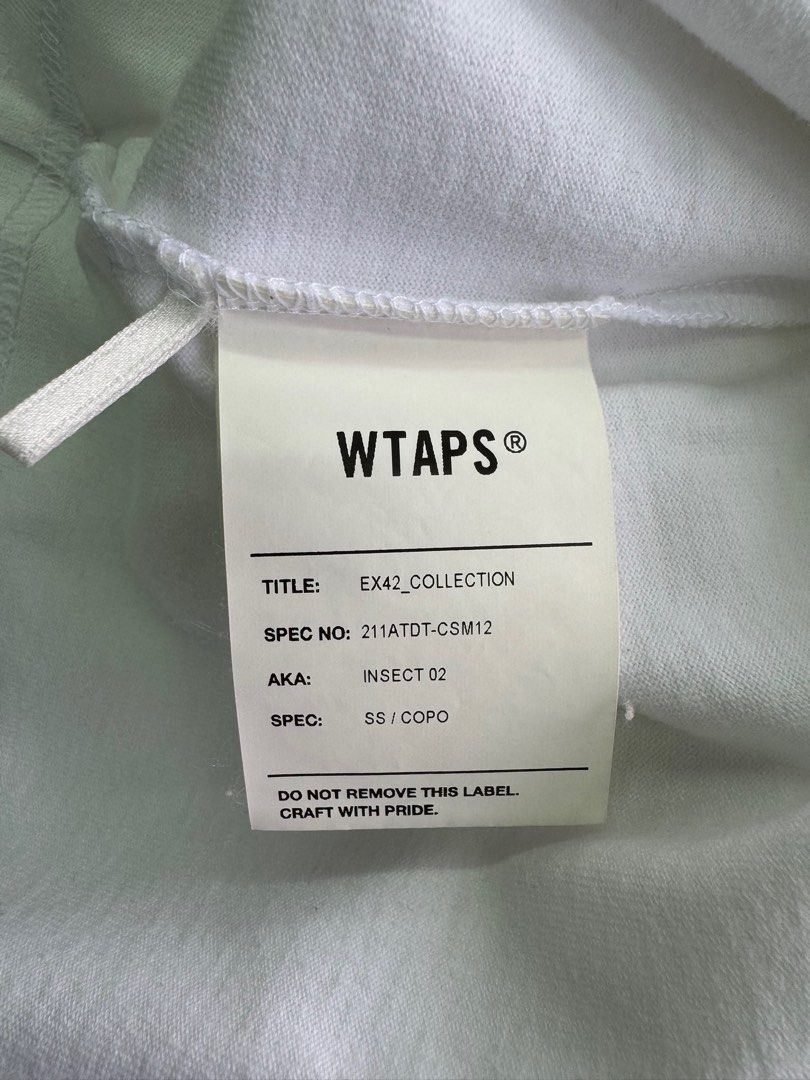 WTAPS®
TITLE: EX42_COLLECTION
SPEC NO: 211ATDT-CSM12
AKA: INSECT 02
SPEC: SS / COPO
DO NOT REMOVE THIS LABEL.
CRAFT WITH PRIDE.